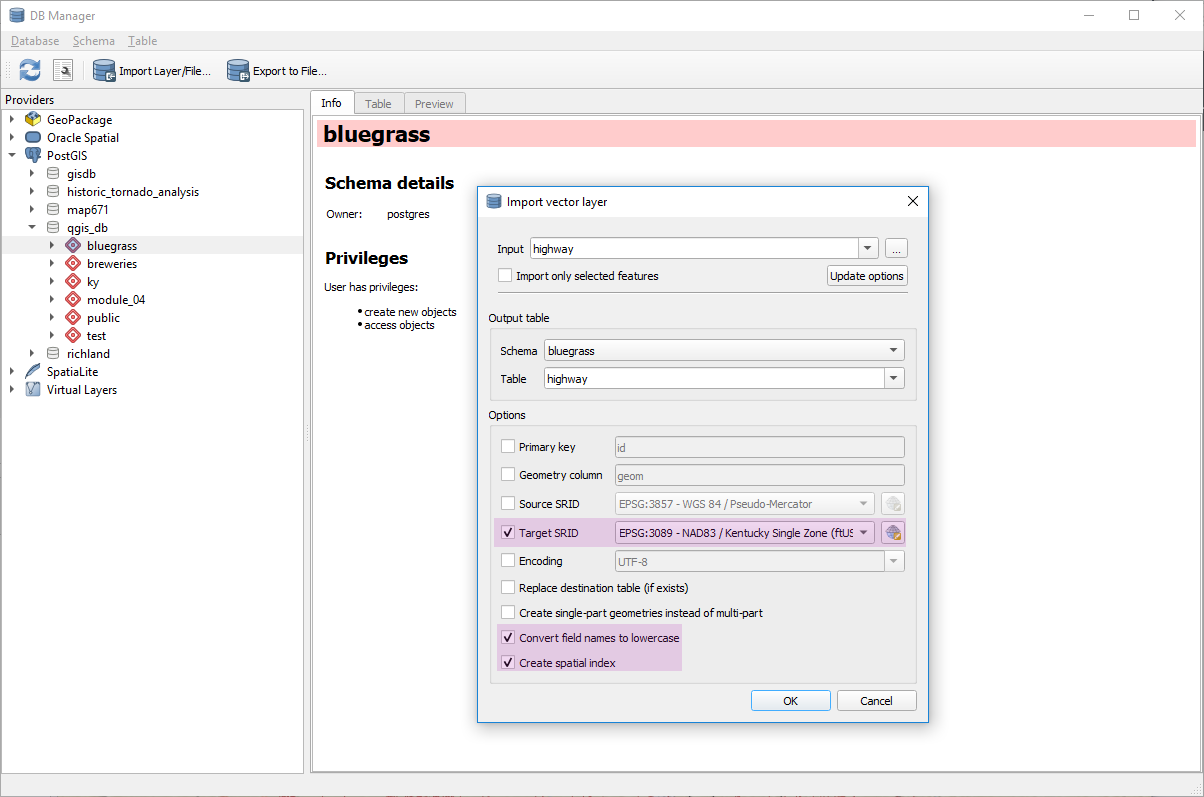 DB Manager
Database Schema Table
Import Layer/File... Export to File...
Providers
GeoPackage
Oracle Spatial
PostGIS
gisdb
historic_tornado_analysis
map671
qgis_db
bluegrass
breweries
ky
module_04
public
test
richland
SpatiaLite
Virtual Layers
Info Table Preview
bluegrass
Schema details
Owner: postgres
Privileges
User has privileges:
• create new objects
• access objects
Import vector layer
Input highway ...
Import only selected features Update options
Output table
Schema bluegrass
Table highway
Options
Primary key id
Geometry column geom
Source SRID EPSG:3857 - WGS 84 / Pseudo-Mercator
Target SRID EPSG:3089 - NAD83 / Kentucky Single Zone (ftUS
Encoding UTF-8
Replace destination table (if exists)
Create single-part geometries instead of multi-part
Convert field names to lowercase
Create spatial index
OK Cancel